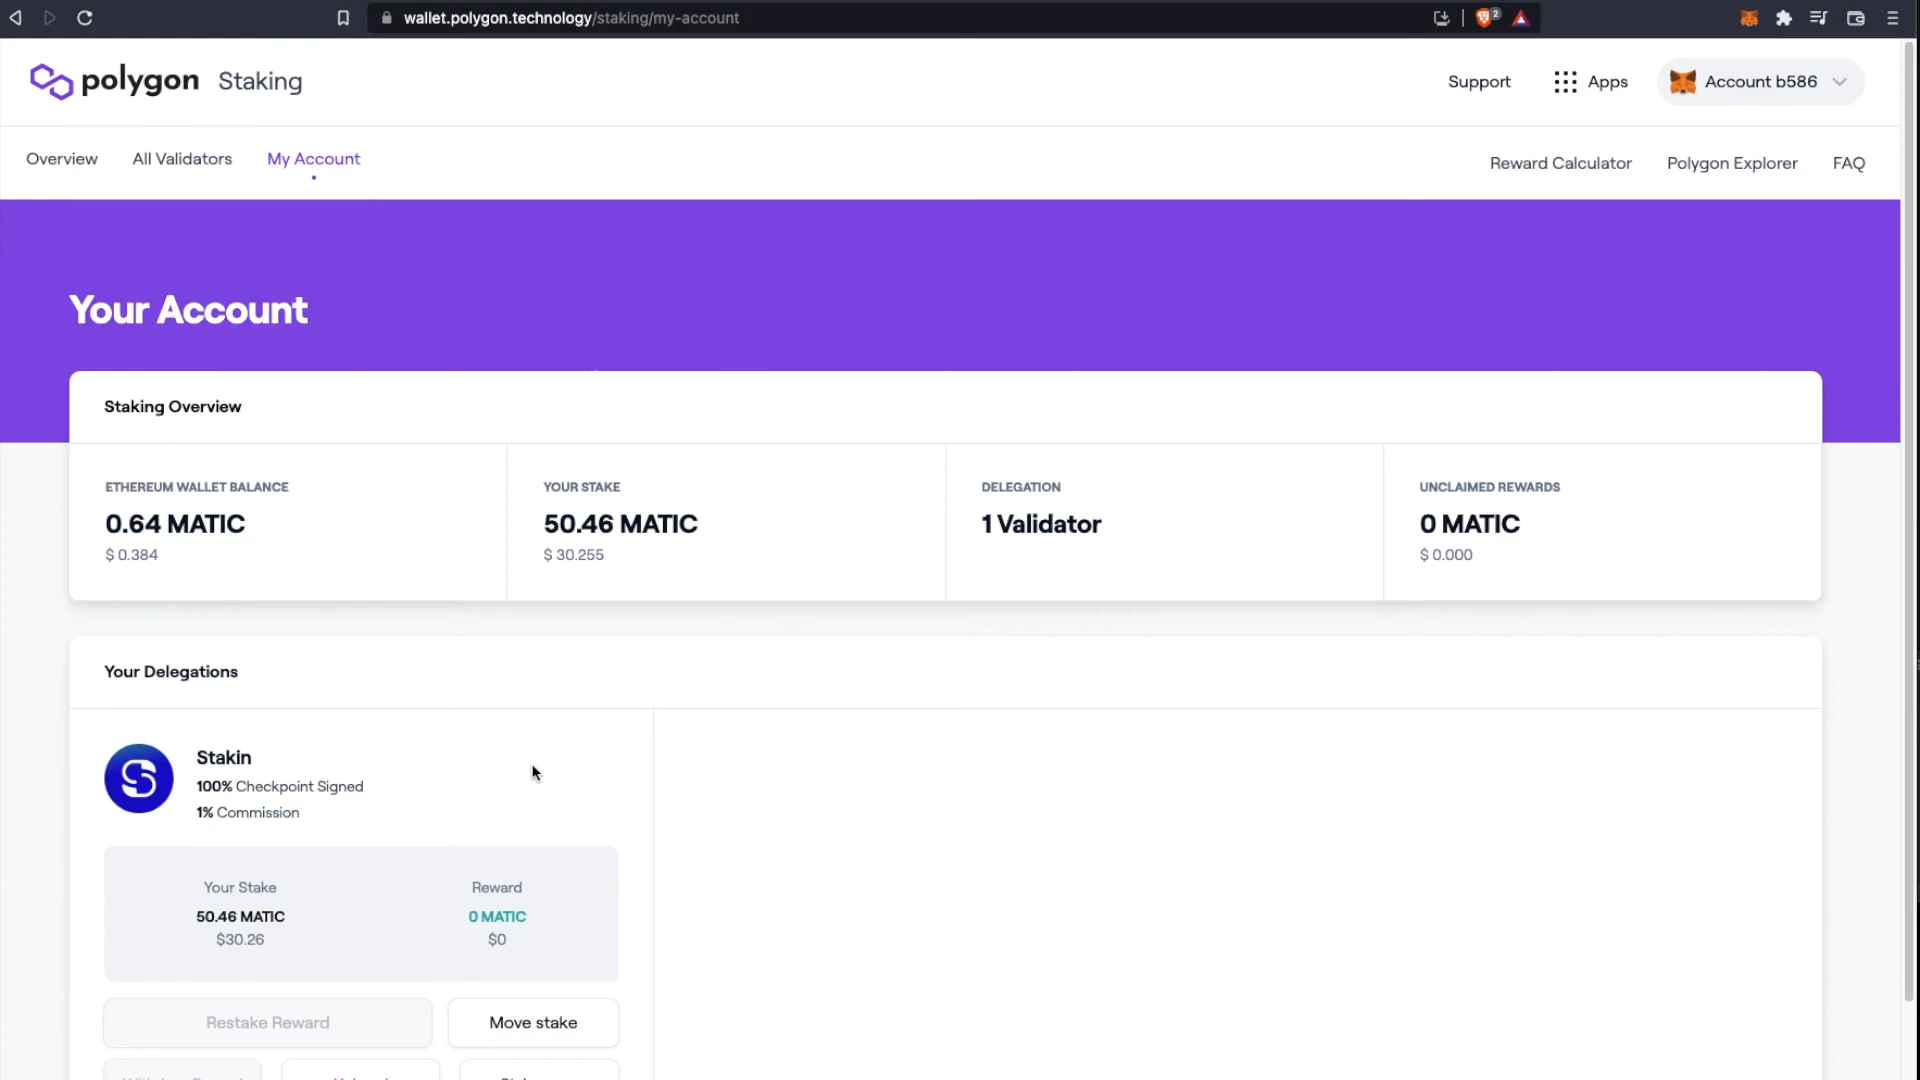 wallet.polygon.technology/staking/my-account
2
polygon Staking
Support
Apps
Account b586
Overview
All Validators
My Account
Reward Calculator
Polygon Explorer
FAQ
Your Account
Staking Overview
ETHEREUM WALLET BALANCE
0.64 MATIC
$ 0.384
YOUR STAKE
50.46 MATIC
$ 30.255
DELEGATION
1 Validator
UNCLAIMED REWARDS
0 MATIC
$ 0.000
Your Delegations
Stakin
100% Checkpoint Signed
1% Commission
Your Stake
50.46 MATIC
$30.26
Reward
0 MATIC
$0
Restake Reward
Move stake